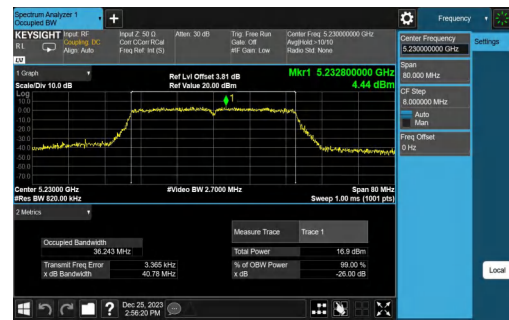 Spectrum Analyzer 1
Occupied BW
+
Frequency
KEYSIGHT Input: RF Input Z: 50 Ω Atten: 30 dB Trig: Free Run Center Freq: 5.230000000 GHz
RL Coupling: DC Corr CCorr RCal Gate: Off Avg|Hold >10/10
Align: Auto Freq Ref: Int (S) #IF Gain: Low Radio Std: None
Center Frequency
5.230000000 GHz
Settings
Span
80.000 MHz
CF Step
8.000000 MHz
Auto
Man
Freq Offset
0 Hz
Local
1 Graph
Ref Lvl Offset 3.81 dB
Mkr1 5.232800000 GHz
Scale/Div 10.0 dB Ref Value 20.00 dBm 4.44 dBm
Log
10.0
0.00
-10.0
-20.0
-30.0
-40.0
-50.0
-60.0
-70.0
1
Center 5.23000 GHz #Video BW 2.7000 MHz Span 80 MHz
#Res BW 820.00 kHz Sweep 1.00 ms (1001 pts)
2 Metrics
Measure Trace Trace 1
Occupied Bandwidth
36.243 MHz Total Power 16.9 dBm
Transmit Freq Error 3.365 kHz % of OBW Power 99.00 %
x dB Bandwidth 40.78 MHz x dB -26.00 dB
? Dec 25, 2023
2:56:20 PM